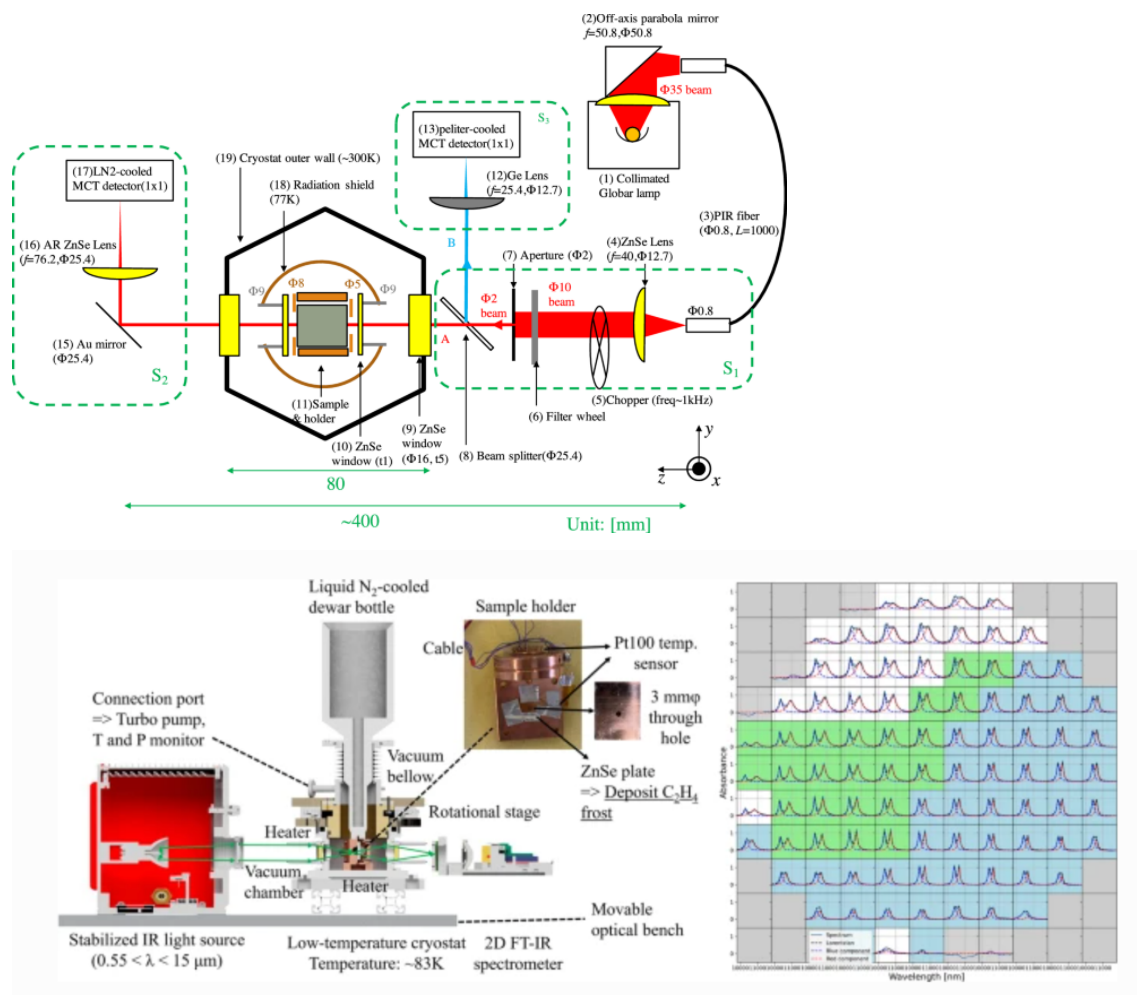 (2)Off-axis parabola mirror
f=50.8,Φ50.8
Φ35 beam
(1) Collimated
Globar lamp
(3)PIR fiber
(Φ0.8, L=1000)
S3
(13)peliter-cooled
MCT detector(1x1)
(12)Ge Lens
(f=25.4,Φ12.7)
B
(17)LN2-cooled
MCT detector(1x1)
(19) Cryostat outer wall (~300K)
(18) Radiation shield
(77K)
(16) AR ZnSe Lens
(f=76.2,Φ25.4)
(7) Aperture (Φ2)
(4)ZnSe Lens
(f=40,Φ12.7)
Φ9
Φ8
Φ5
Φ9
Φ2
beam
Φ10
beam
Φ0.8
A
(15) Au mirror
(Φ25.4)
S2
S1
(11)Sample
& holder
(10) ZnSe
window (t1)
(9) ZnSe
window
(Φ16, t5)
(8) Beam splitter(Φ25.4)
(6) Filter wheel
(5)Chopper (freq~1kHz)
y
z
x
80
~400
Unit: [mm]
Liquid N2-cooled
dewar bottle
Sample holder
Cable
Pt100 temp.
sensor
3 mmφ
through
hole
Connection port
=> Turbo pump,
T and P monitor
Vacuum
bellow
ZnSe plate
=> Deposit C2H4
frost
Rotational stage
Heater
Vacuum
chamber
Heater
Movable
optical bench
Stabilized IR light source
(0.55 < λ < 15 μm)
Low-temperature cryostat
Temperature: ~83K
2D FT-IR
spectrometer
Absorbance
Spectrum
Lorentzian
Blue component
Red component
Wavelength [nm]